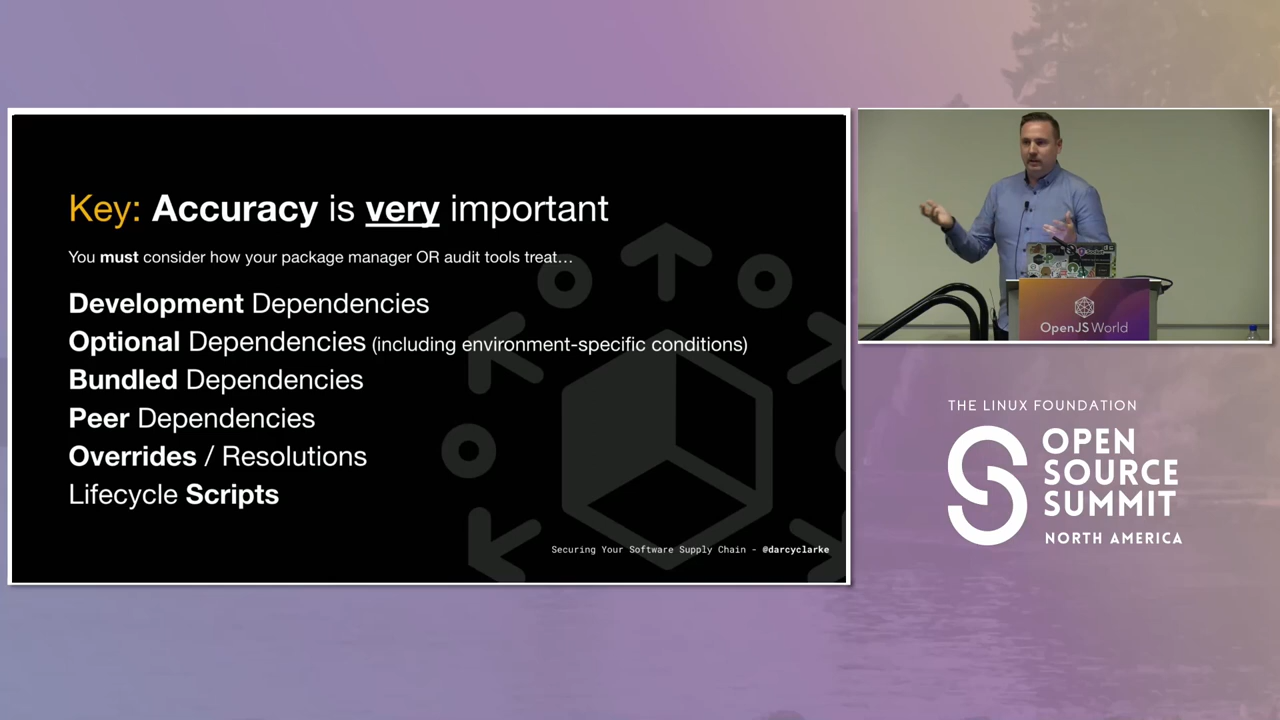 Key: Accuracy is very important
You must consider how your package manager OR audit tools treat...
Development Dependencies
Optional Dependencies (including environment-specific conditions)
Bundled Dependencies
Peer Dependencies
Overrides / Resolutions
Lifecycle Scripts
Securing Your Software Supply Chain - @darcyclarke
OpenJS World
THE LINUX FOUNDATION
OPEN
SOURCE
SUMMIT
NORTH AMERICA